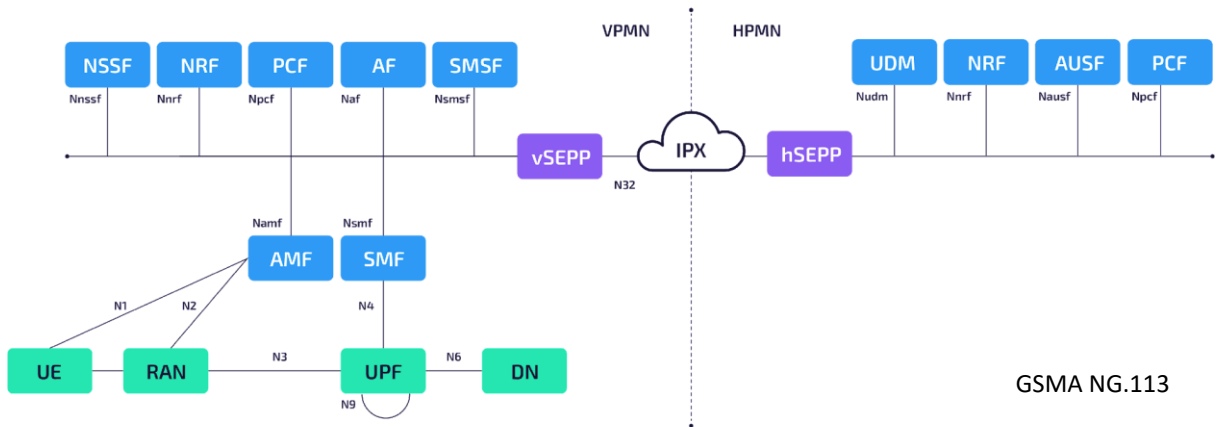 VPMN HPMN
NSSF NRF PCF AF SMSF UDM NRF AUSF PCF
Nnssf Nnrf Npcf Naf Nsmsf Nudm Nnrf Nausf Npcf
vSEPP IPX hSEPP
N32
Namf Nsmf
AMF SMF
N1 N2 N4
N3 N6
UE RAN UPF DN
N9
GSMA NG.113